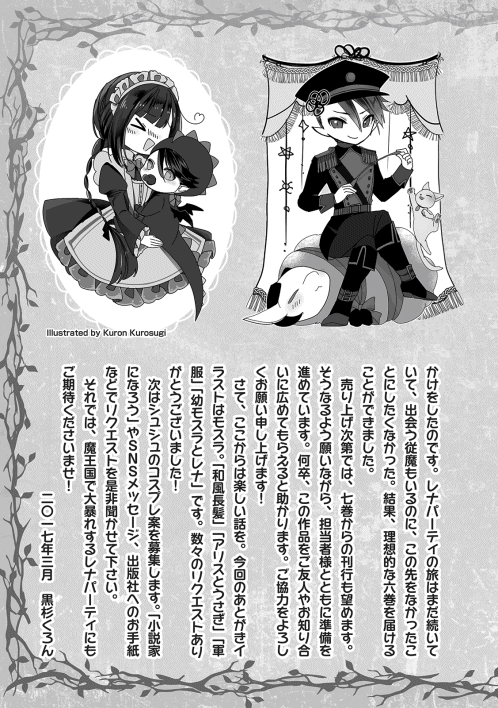 Illustrated by Kuron Kurosugi
かけをしたのです。レナパーティの旅はまだ続いて
いて、出会う従魔もいるのに、この先をなかったこ
とにしたくなかった。結果、理想的な六巻を届ける
ことができました。
売り上げ次第では、七巻からの刊行も望めます。
そうなるよう願いながら、担当者様とともに準備を
進めています。何卒、この作品をご友人やお知り合
いに広めてもらえると助かります。ご協力をよろし
くお願い申し上げます！
さて、ここからは楽しい話を。今回のあとがきイ
ラストはモスラ。「和風長髪」「アリスとうさぎ」「軍
服」「幼モスラとレナ」です。数々のリクエストあり
がとうございました！
次はシュシュのコスプレ案を募集します。「小説家
になろう」やＳＮＳメッセージ、出版社へのお手紙
などでリクエストを是非聞かせて下さい。
それでは、魔王国で大暴れするレナパーティにも
ご期待くださいませ！
二〇一七年三月　黒杉くろん